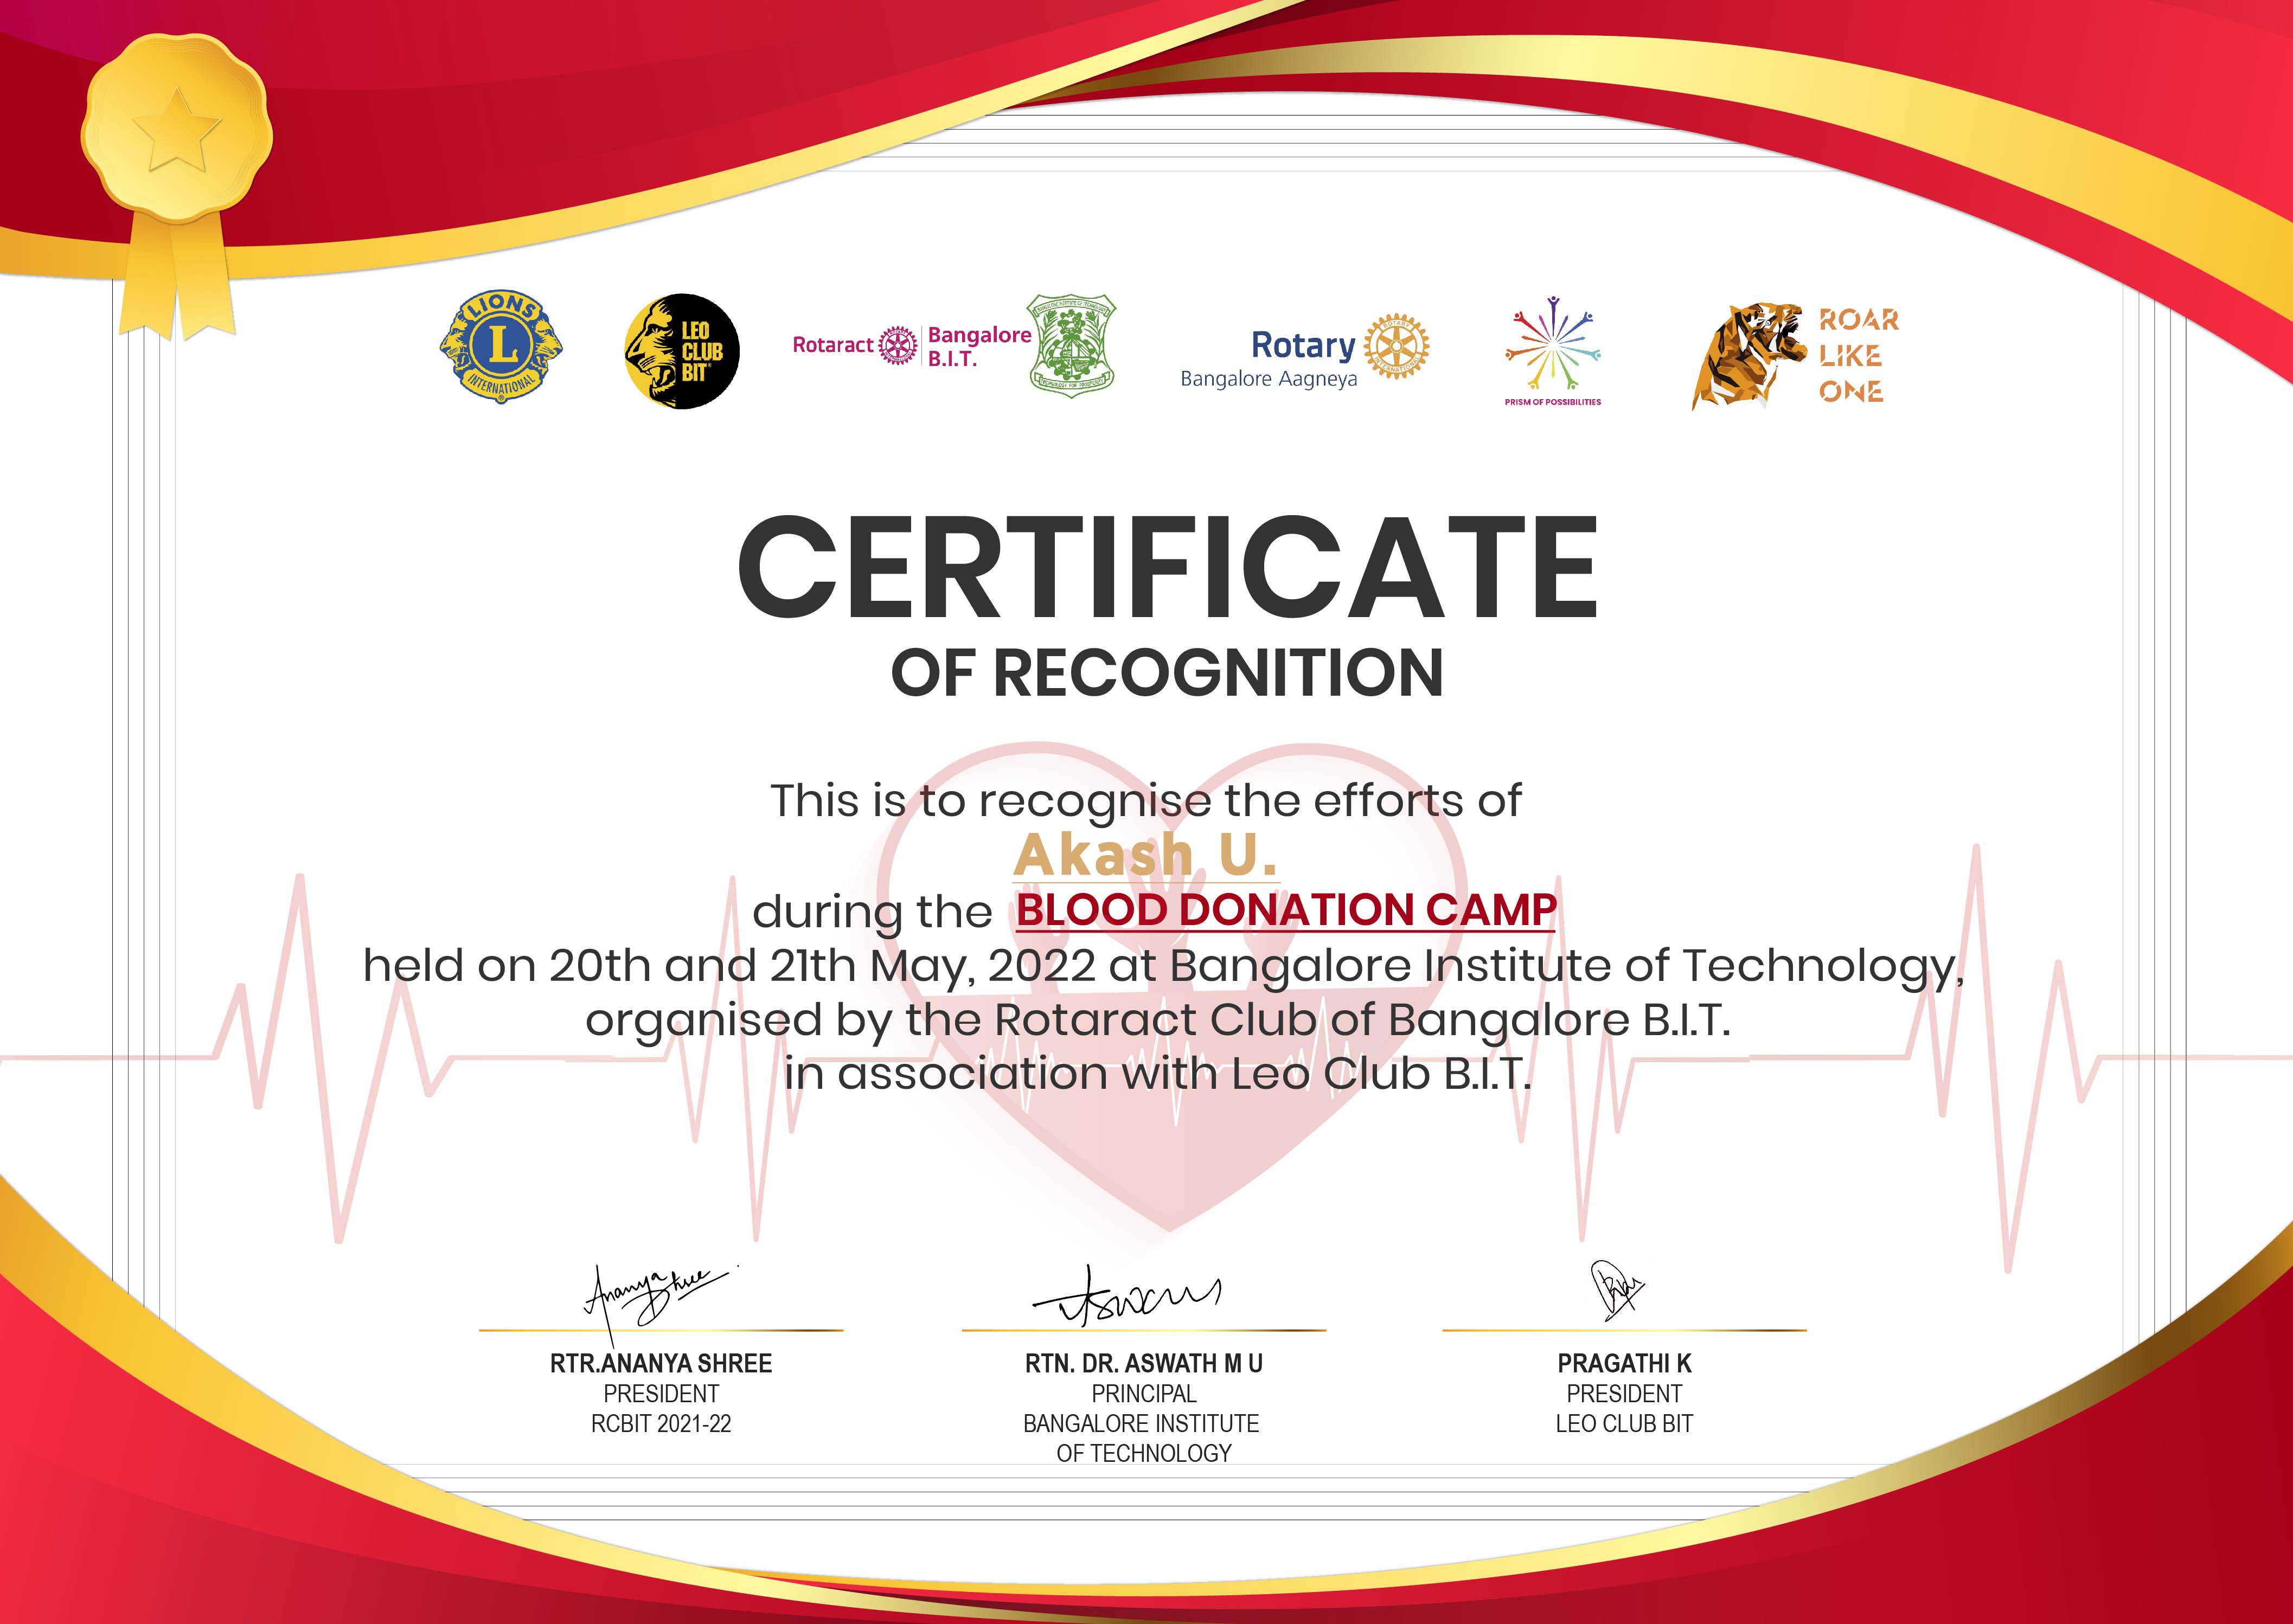 LIONS
L
INTERNATIONAL
LEO
CLUB
BIT
Rotaract
Bangalore
B.I.T.
Rotary
Bangalore Aagneya
PRISM OF POSSIBILITIES
ROAR
LIKE
ONE
CERTIFICATE
OF RECOGNITION
This is to recognise the efforts of
Akash U.
during the BLOOD DONATION CAMP
held on 20th and 21th May, 2022 at Bangalore Institute of Technology,
organised by the Rotaract Club of Bangalore B.I.T.
in association with Leo Club B.I.T.
Ananya Shree
RTR.ANANYA SHREE
PRESIDENT
RCBIT 2021-22
RTN. DR. ASWATH M U
PRINCIPAL
BANGALORE INSTITUTE
OF TECHNOLOGY
PRAGATHI K
PRESIDENT
LEO CLUB BIT